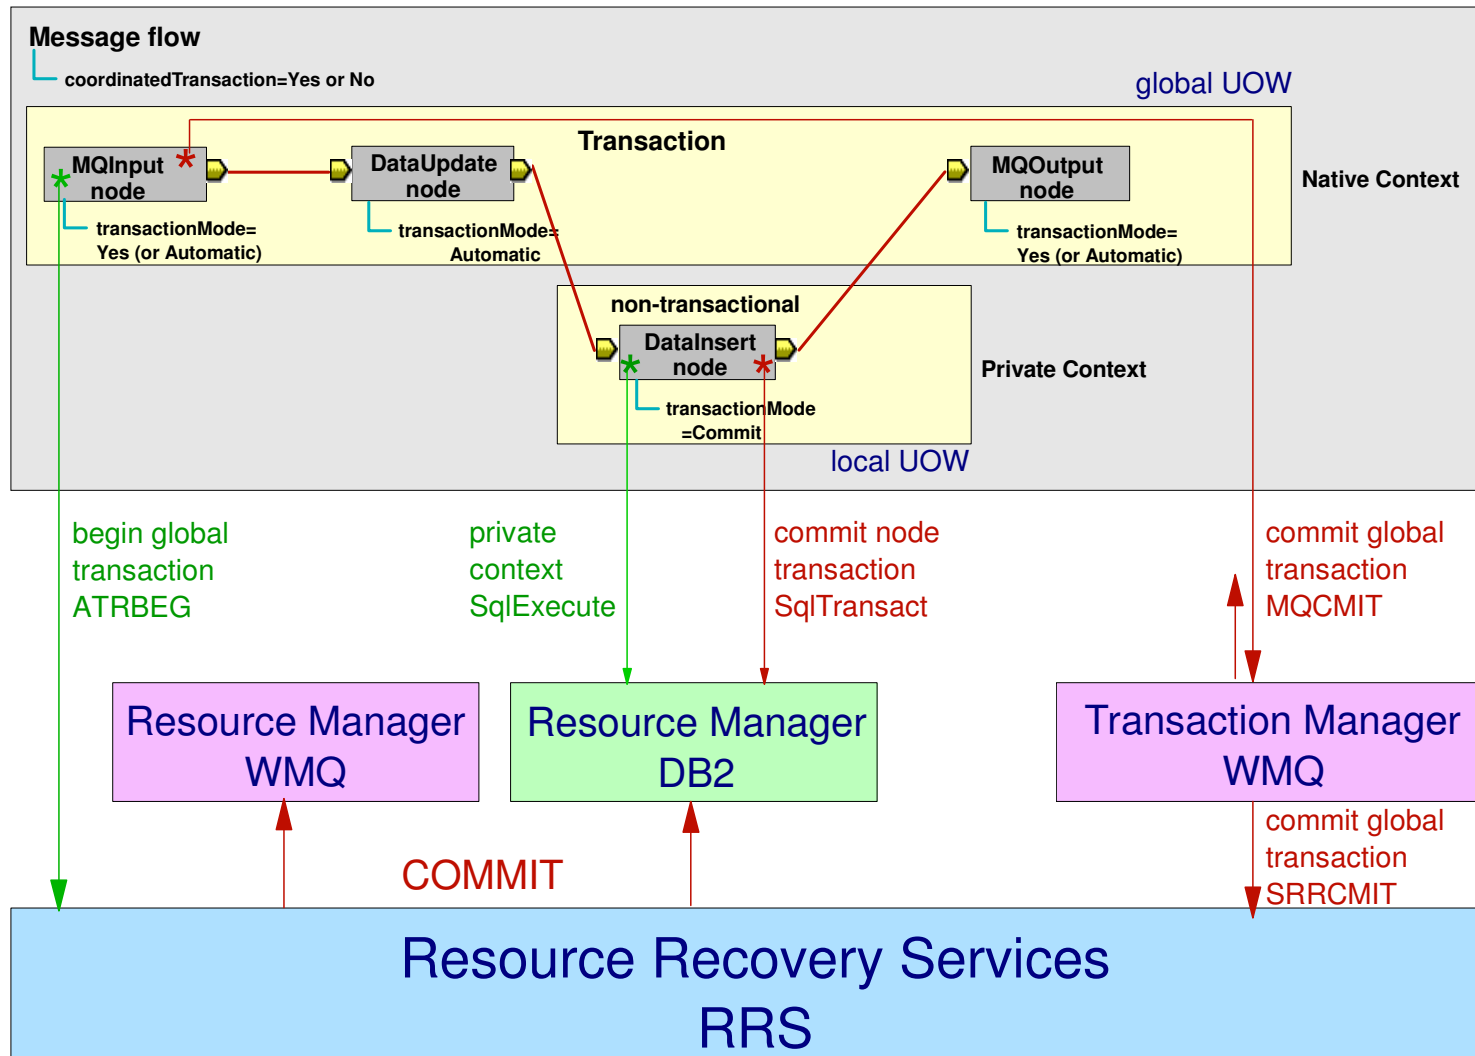 Message flow
coordinatedTransaction=Yes or No
global UOW
Transaction
MQInput
node
DataUpdate
node
MQOutput
node
Native Context
transactionMode=
Yes (or Automatic)
transactionMode=
Automatic
transactionMode=
Yes (or Automatic)
non-transactional
DataInsert
node
Private Context
transactionMode
=Commit
local UOW
begin global
transaction
ATRBEG
private
context
SqlExecute
commit node
transaction
SqlTransact
commit global
transaction
MQCMIT
Resource Manager
WMQ
Resource Manager
DB2
Transaction Manager
WMQ
COMMIT
commit global
transaction
SRRCMIT
Resource Recovery Services
RRS